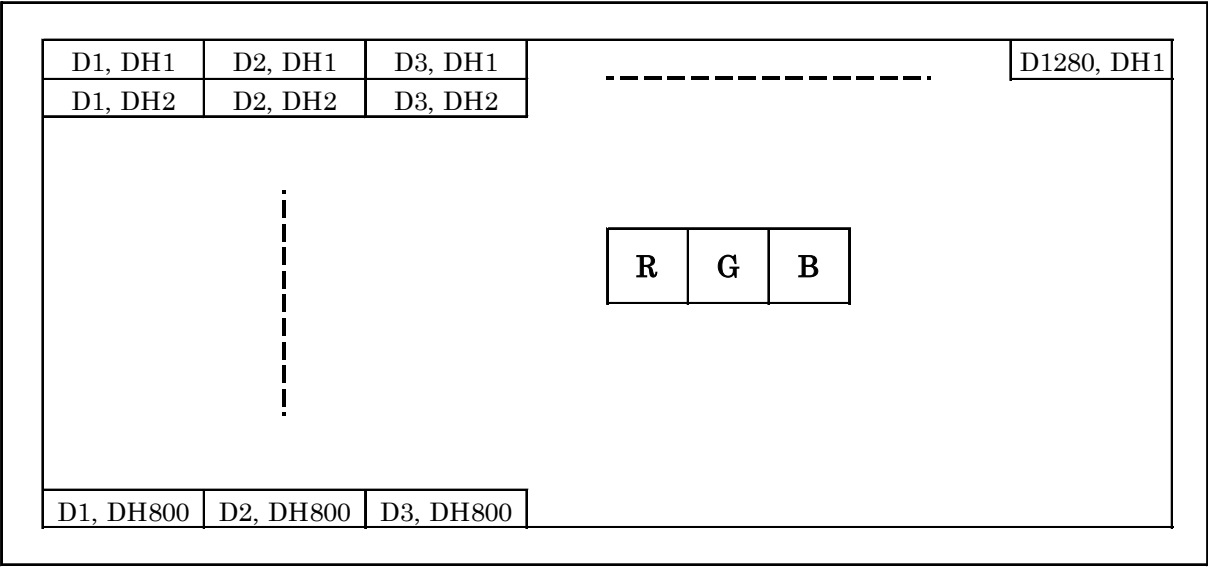 D1, DH1 D2, DH1 D3, DH1 D1280, DH1
D1, DH2 D2, DH2 D3, DH2
R G B
D1, DH800 D2, DH800 D3, DH800